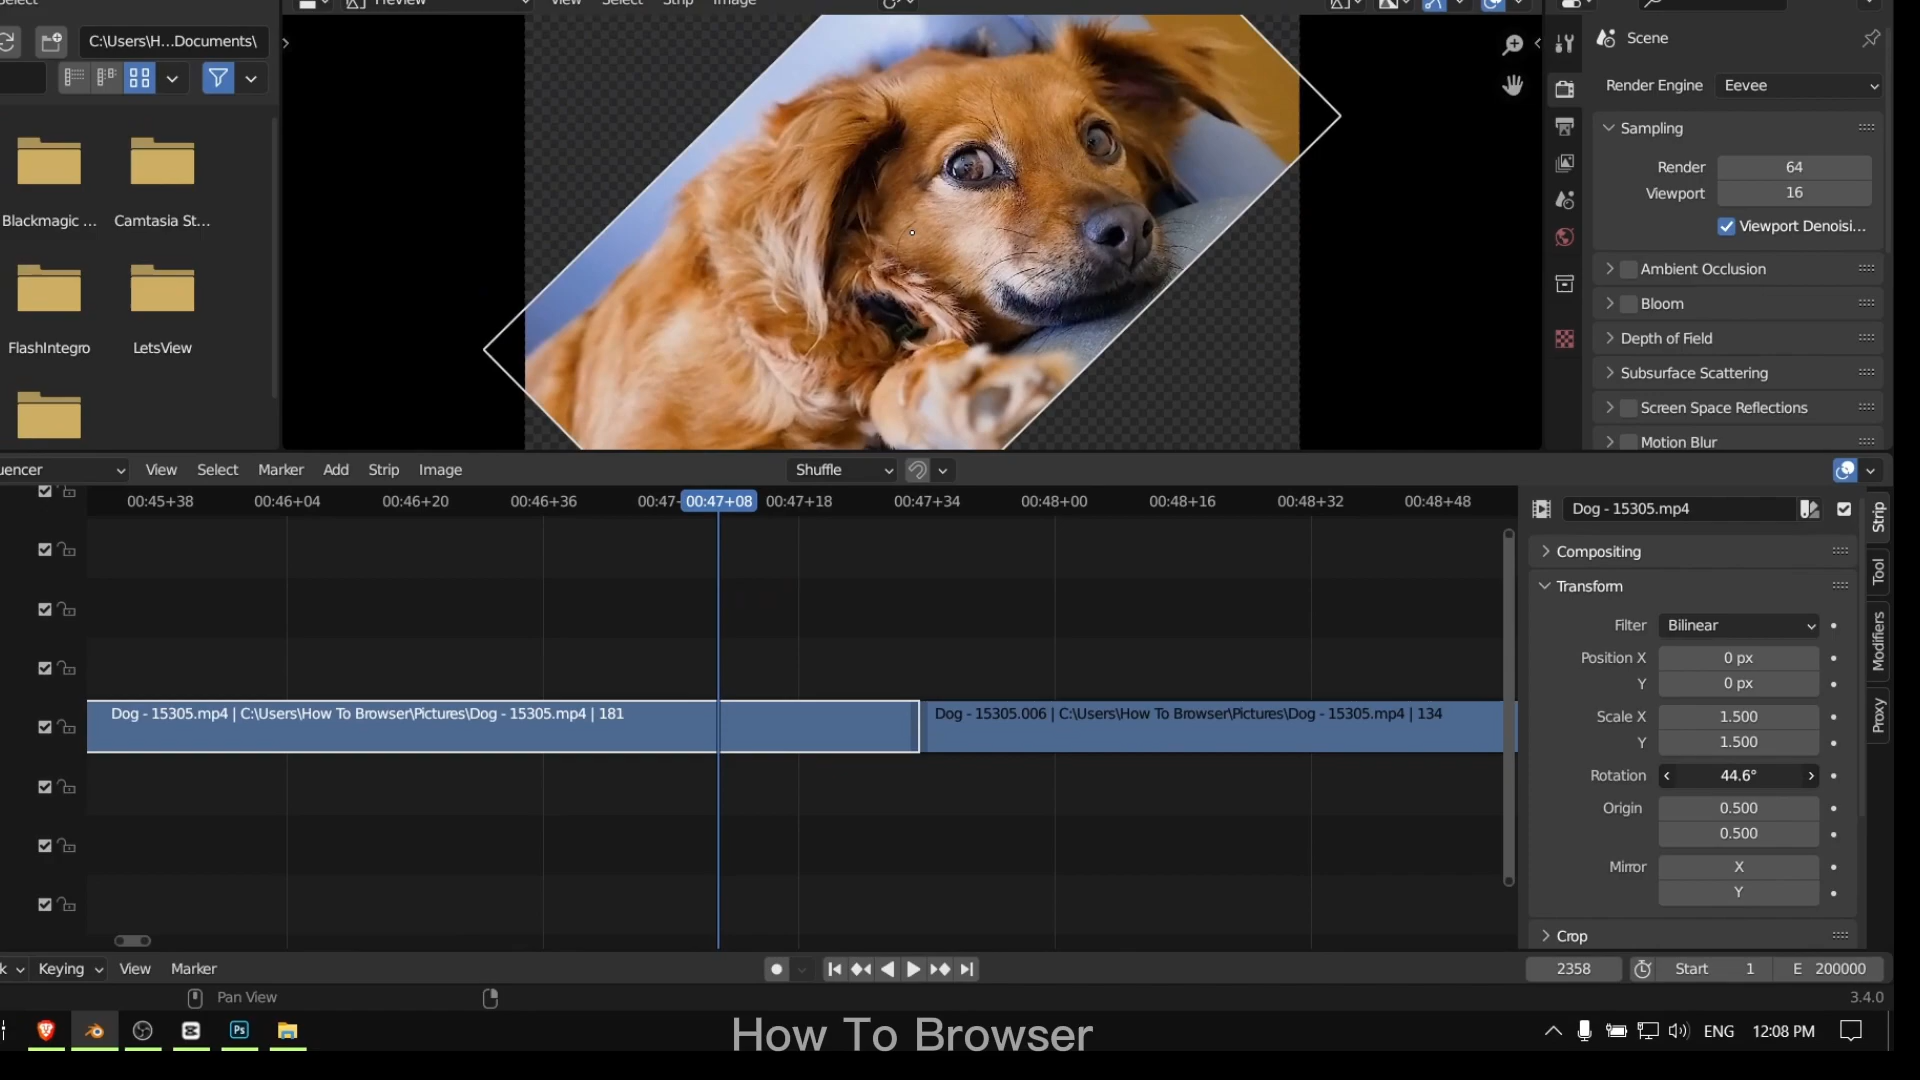 Select
Preview
View Select Strip Image
C:\Users\H...Documents\
Blackmagic ...
Camtasia St...
FlashIntegro
LetsView
Scene
Render Engine Eevee
Sampling
Render 64
Viewport 16
Viewport Denoisi...
Ambient Occlusion
Bloom
Depth of Field
Subsurface Scattering
Screen Space Reflections
Motion Blur
uencer View Select Marker Add Strip Image Shuffle
00:45+38 00:46+04 00:46+20 00:46+36 00:47- 00:47+08 00:47+18 00:47+34 00:48+00 00:48+16 00:48+32 00:48+48
Dog - 15305.mp4 | C:\Users\How To Browser\Pictures\Dog - 15305.mp4 | 181
Dog - 15305.006 | C:\Users\How To Browser\Pictures\Dog - 15305.mp4 | 134
Dog - 15305.mp4
Compositing
Transform
Filter Bilinear
Position X 0 px
Y 0 px
Scale X 1.500
Y 1.500
Rotation 44.6°
Origin 0.500
0.500
Mirror X
Y
Crop
Strip
Tool
Modifiers
Proxy
k Keying View Marker
2358 Start 1 E 200000
Pan View
3.4.0
Ps
How To Browser
ENG 12:08 PM